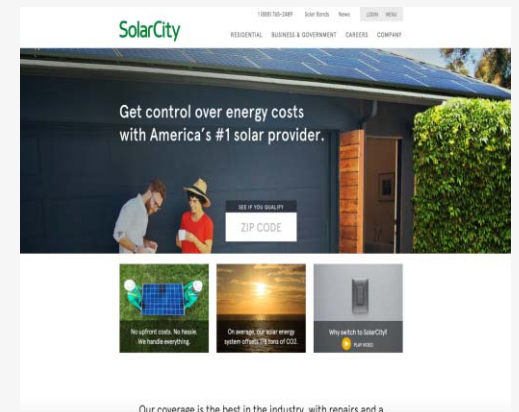 1 (888) 765-2489 Solar Bonds News LOGIN MENU
SolarCity
RESIDENTIAL BUSINESS & GOVERNMENT CAREERS COMPANY
Get control over energy costs
with America's #1 solar provider.
SEE IF YOU QUALIFY
ZIP CODE
No upfront costs. No hassle.
We handle everything.
On average, our solar energy
system offsets 178 tons of CO2.
Why switch to SolarCity?
PLAY VIDEO
Our coverage is the best in the industry, with repairs and a